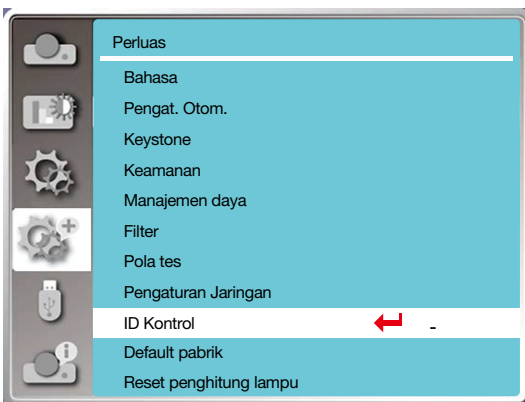 Perluas
Bahasa
Pengat. Otom.
Keystone
Keamanan
Manajemen daya
Filter
Pola tes
Pengaturan Jaringan
ID Kontrol -
Default pabrik
Reset penghitung lampu